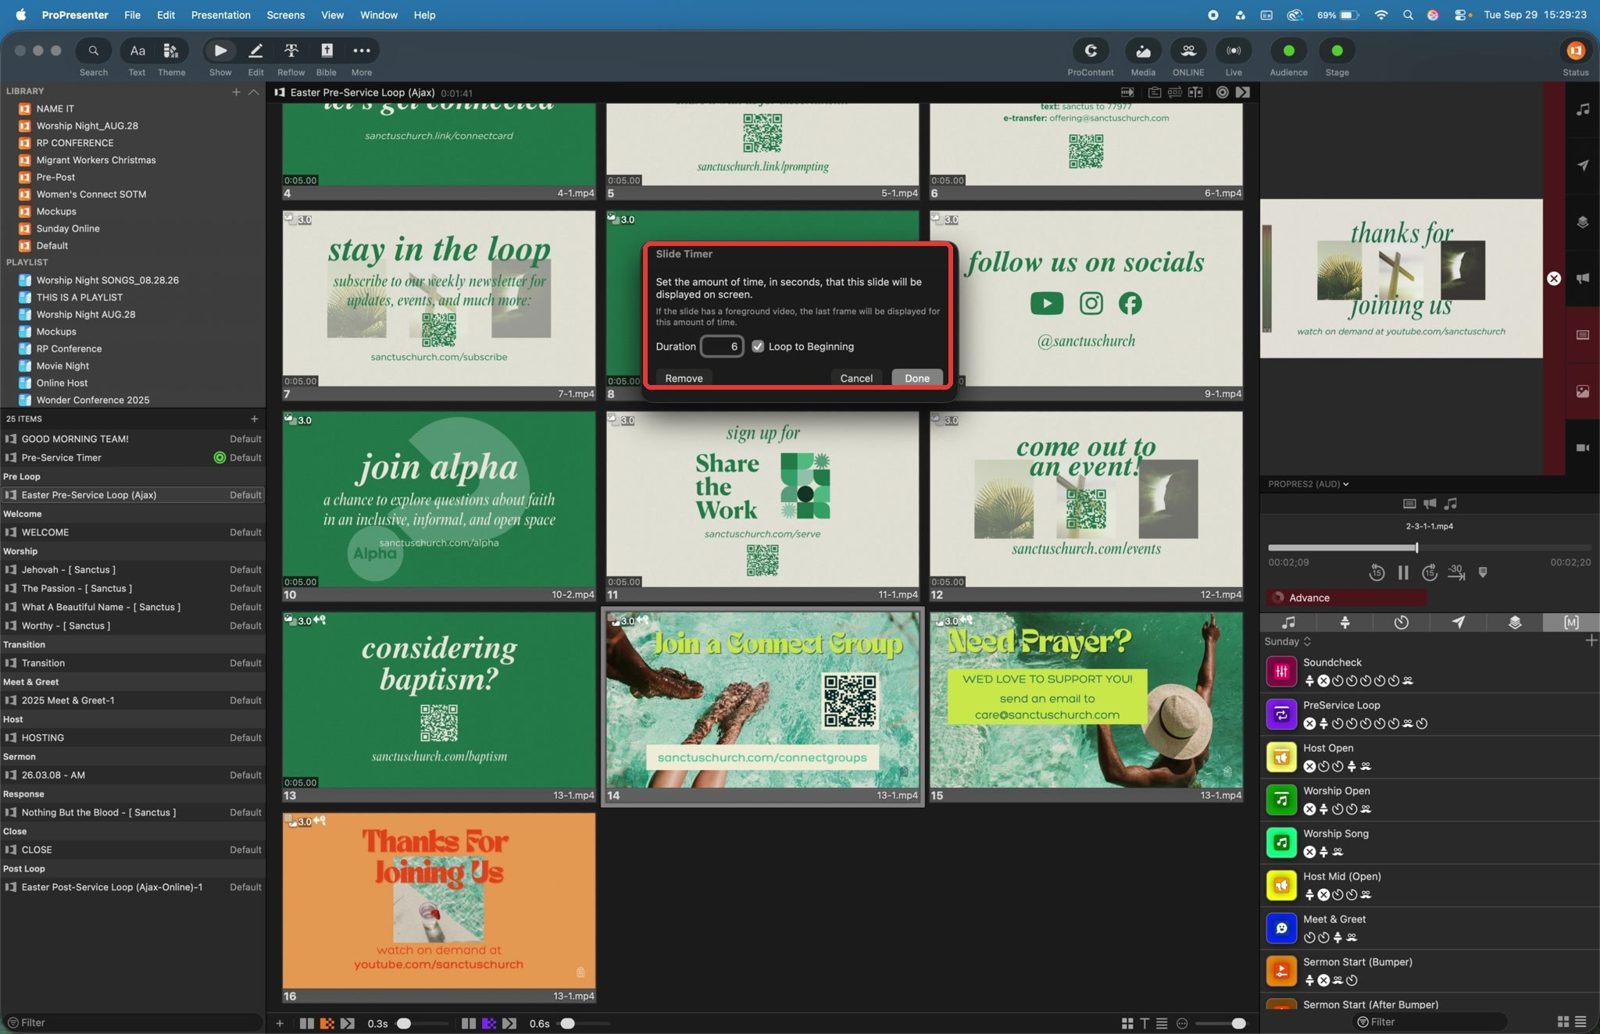 ProPresenter File Edit Presentation Screens View Window Help
69% Tue Sep 29 15:29:23
Search Text Theme Show Edit Reflow Bible More
ProContent Media ONLINE Live Audience Stage Status
LIBRARY
NAME IT
Worship Night_AUG.28
RP CONFERENCE
Migrant Workers Christmas
Pre-Post
Women's Connect SOTM
Mockups
Sunday Online
Default
PLAYLIST
Worship Night SONGS_08.28.26
THIS IS A PLAYLIST
Worship Night AUG.28
Mockups
RP Conference
Movie Night
Online Host
Wonder Conference 2025
25 ITEMS
GOOD MORNING TEAM! Default
Pre-Service Timer Default
Pre Loop
Easter Pre-Service Loop (Ajax) Default
Welcome
WELCOME Default
Worship
Jehovah - [ Sanctus ] Default
The Passion - [ Sanctus ] Default
What A Beautiful Name - [ Sanctus ] Default
Worthy - [ Sanctus ] Default
Transition
Transition Default
Meet & Greet
2025 Meet & Greet-1 Default
Host
HOSTING Default
Sermon
26.03.08 - AM Default
Response
Nothing But the Blood - [ Sanctus ] Default
Close
CLOSE Default
Post Loop
Easter Post-Service Loop (Ajax-Online)-1 Default
Filter
Easter Pre-Service Loop (Ajax) 0:01:41
let's get connected
sanctuschurch.link/connectcard
0:05.00
4 4-1.mp4
sanctuschurch.link/prompting
0:05.00
5 5-1.mp4
text: sanctus to 77977
e-transfer: offering@sanctuschurch.com
0:05.00
6 6-1.mp4
3.0
stay in the loop
subscribe to our weekly newsletter for
updates, events, and much more:
sanctuschurch.com/subscribe
0:05.00
7 7-1.mp4
3.0
0:05.00
8
Slide Timer
Set the amount of time, in seconds, that this slide will be
displayed on screen.
If the slide has a foreground video, the last frame will be displayed for
this amount of time.
Duration 6 Loop to Beginning
Remove Cancel Done
3.0
follow us on socials
@sanctuschurch
9-1.mp4
3.0
join alpha
a chance to explore questions about faith
in an inclusive, informal, and open space
sanctuschurch.com/alpha
Alpha
0:05.00
10 10-2.mp4
3.0
sign up for
Share
the
Work
sanctuschurch.com/serve
0:05.00
11 11-1.mp4
3.0
come out to
an event!
sanctuschurch.com/events
0:05.00
12 12-1.mp4
3.0
considering
baptism?
sanctuschurch.com/baptism
0:05.00
13 13-1.mp4
3.0
Join a Connect Group
sanctuschurch.com/connectgroups
14 13-1.mp4
3.0
Need Prayer?
WE'D LOVE TO SUPPORT YOU!
send an email to
care@sanctuschurch.com
15 13-1.mp4
3.0
Thanks For
Joining Us
watch on demand at
youtube.com/sanctuschurch
16 13-1.mp4
0.3s 0.6s
thanks for
joining us
watch on demand at youtube.com/sanctuschurch
PROPRES2 (AUD)
2-3-1-1.mp4
00:02;09 00:02;20
15 15 -30
Advance
[M]
Sunday
Soundcheck
PreService Loop
Host Open
Worship Open
Worship Song
Host Mid (Open)
Meet & Greet
Sermon Start (Bumper)
Sermon Start (After Bumper)
Filter